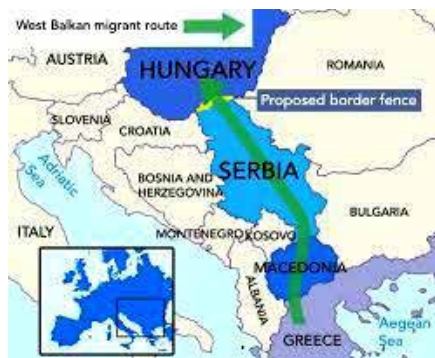 West Balkan migrant route
AUSTRIA
HUNGARY
ROMANIA
Proposed border fence
SLOVENIA
CROATIA
Adriatic
Sea
BOSNIA AND
HERZEGOVINA
SERBIA
ITALY
MONTENEGRO
KOSOVO
BULGARIA
MACEDONIA
ALBANIA
GREECE
Aegean
Sea